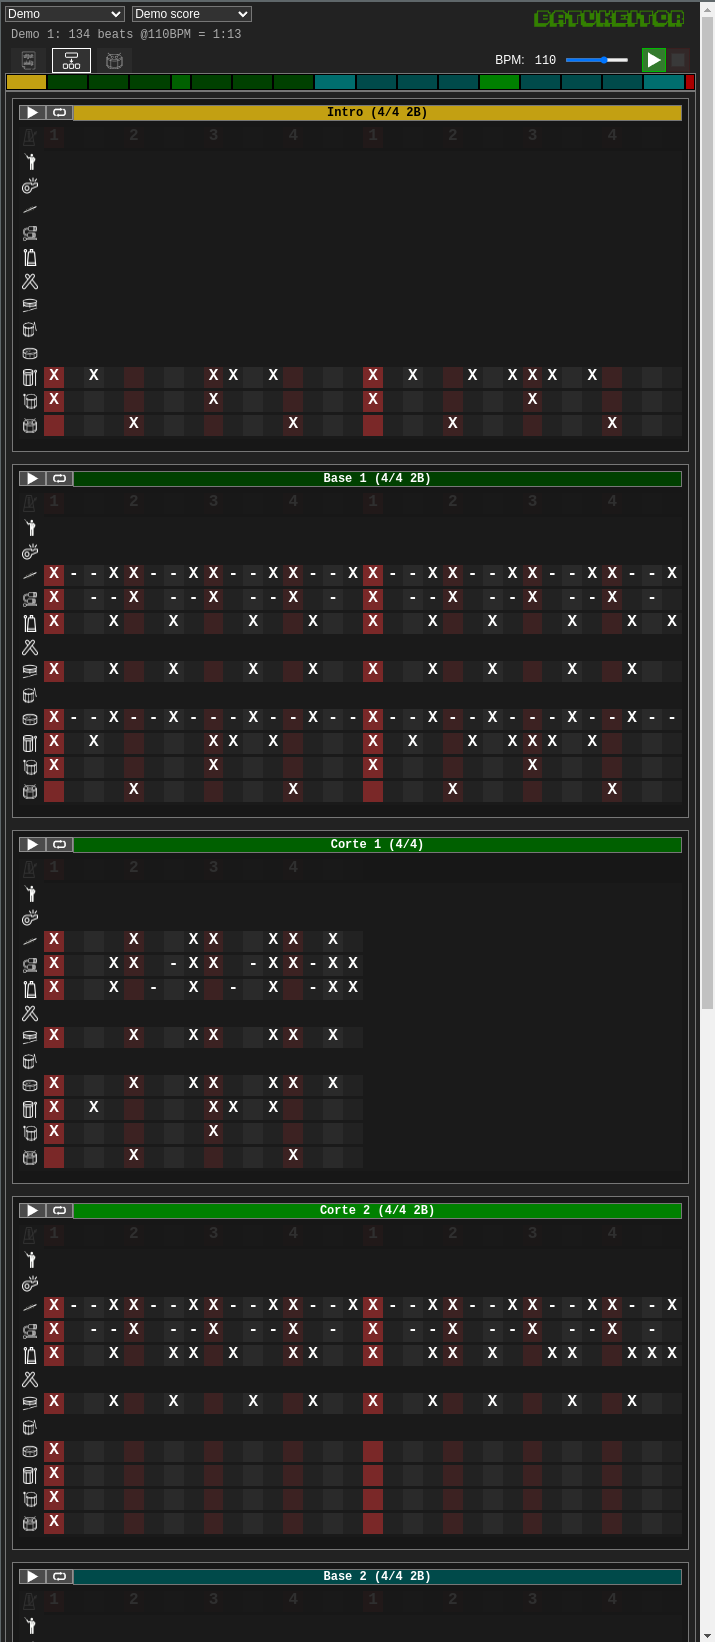 Demo
Demo score
BATUKEITOR
Demo 1: 134 beats @110BPM = 1:13
BPM: 110
Intro (4/4 2B)
1 2 3 4 1 2 3 4
X X X X X X X X X X X X
X X X X
X X X X
Base 1 (4/4 2B)
1 2 3 4 1 2 3 4
X - - X X - - X X - - X X - - X X - - X X - - X X - - X X - - X
X - - X - - X - - X - X - - X - - X - - X -
X X X X X X X X X X X
X X X X X X X X X X
X - - X - - X - - - X - - X - - X - - X - - X - - - X - - X - -
X X X X X X X X X X X X
X X X X
X X X X
Corte 1 (4/4)
1 2 3 4
X X X X X X X
X X X - X X - X X - X X
X X - X - X - X X
X X X X X X X
X X X X X X X
X X X X X
X X
X X
Corte 2 (4/4 2B)
1 2 3 4 1 2 3 4
X - - X X - - X X - - X X - - X X - - X X - - X X - - X X - - X
X - - X - - X - - X - X - - X - - X - - X -
X X X X X X X X X X X X X X X X
X X X X X X X X X X
X
X
X
X
Base 2 (4/4 2B)
1 2 3 4 1 2 3 4